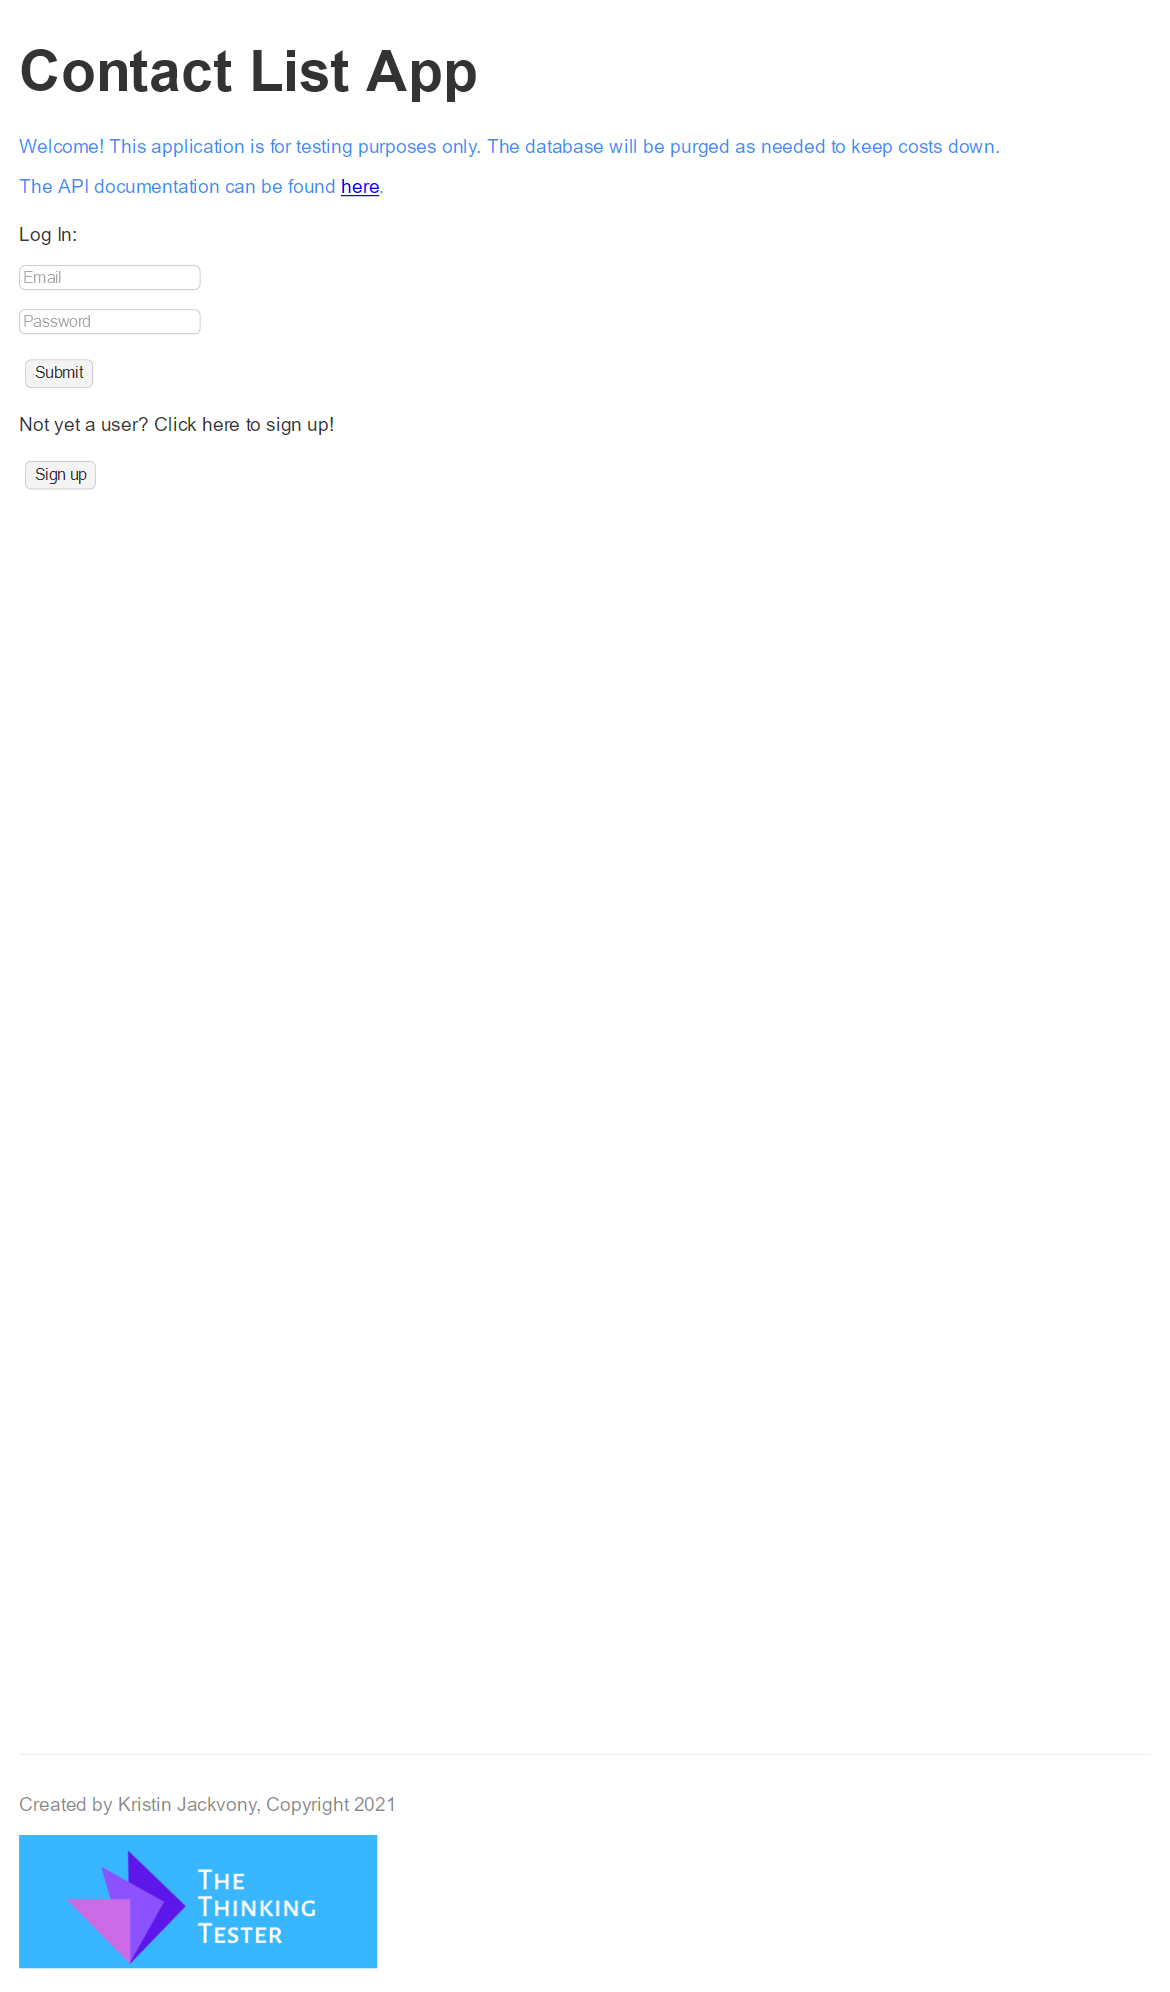 Contact List App
Welcome! This application is for testing purposes only. The database will be purged as needed to keep costs down.
The API documentation can be found here.
Log In:
Email
Password
Submit
Not yet a user? Click here to sign up!
Sign up
Created by Kristin Jackvony, Copyright 2021
THE
THINKING
TESTER